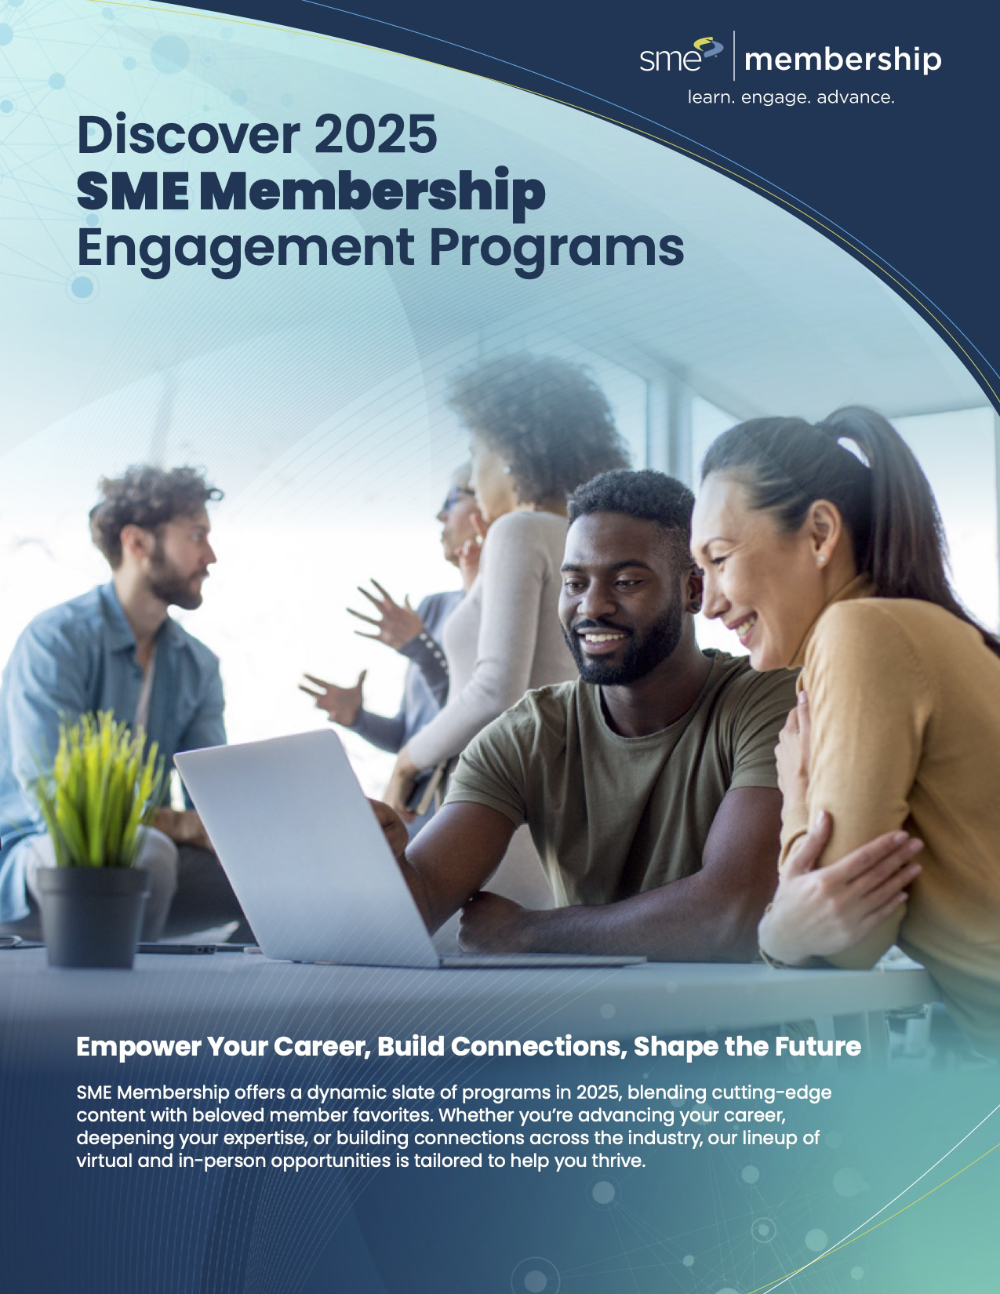 sme membership
learn. engage. advance.
Discover 2025
SME Membership
Engagement Programs
Empower Your Career, Build Connections, Shape the Future
SME Membership offers a dynamic slate of programs in 2025, blending cutting-edge
content with beloved member favorites. Whether you're advancing your career,
deepening your expertise, or building connections across the industry, our lineup of
virtual and in-person opportunities is tailored to help you thrive.